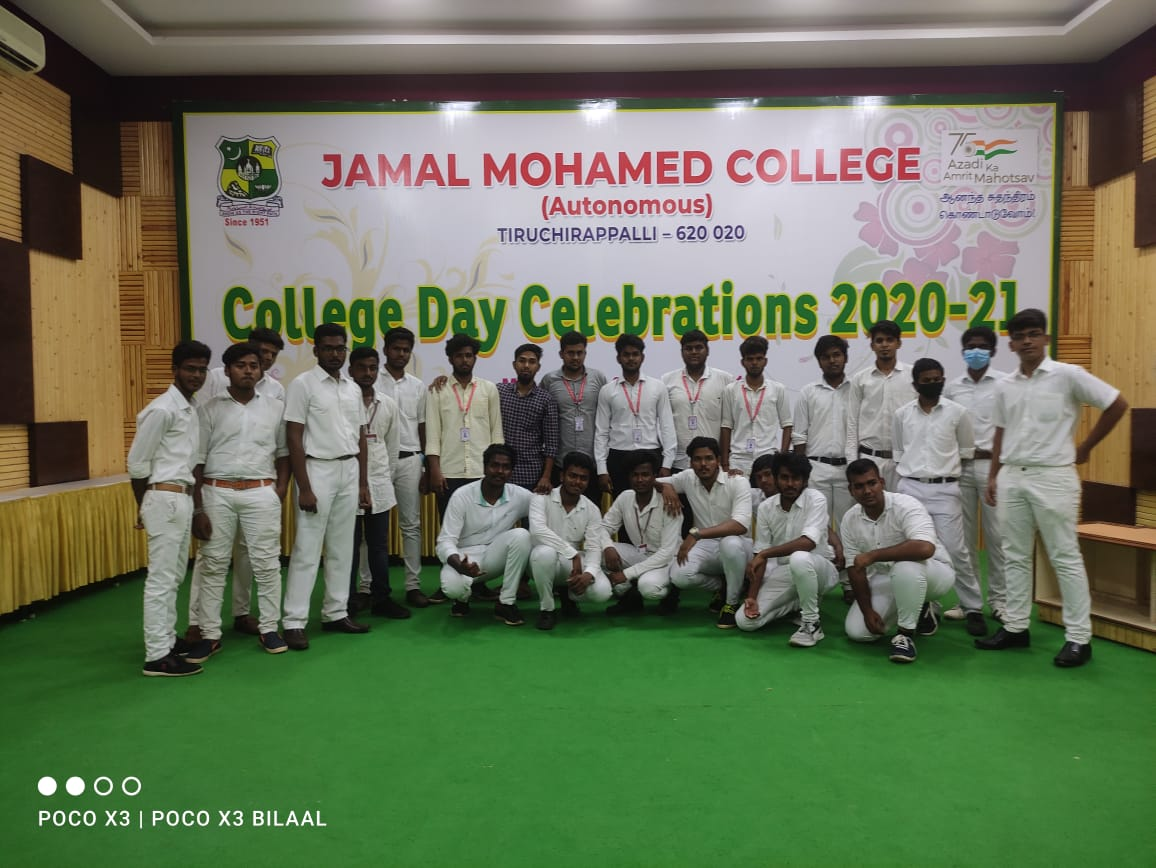 JAMAL MOHAMED COLLEGE
(Autonomous)
TIRUCHIRAPPALLI – 620 020
Since 1951
75
Azadi Ka
Amrit Mahotsav
ஆனந்த சுதந்திரம்
கொண்டாடுவோம்!
College Day Celebrations 2020-21
POCO X3 | POCO X3 BILAAL